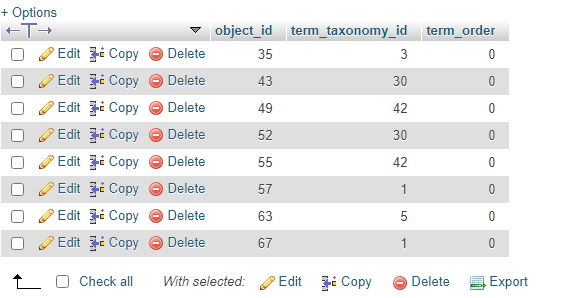 + Options
object_id term_taxonomy_id term_order
Edit Copy Delete 35 3 0
Edit Copy Delete 43 30 0
Edit Copy Delete 49 42 0
Edit Copy Delete 52 30 0
Edit Copy Delete 55 42 0
Edit Copy Delete 57 1 0
Edit Copy Delete 63 5 0
Edit Copy Delete 67 1 0
Check all With selected: Edit Copy Delete Export